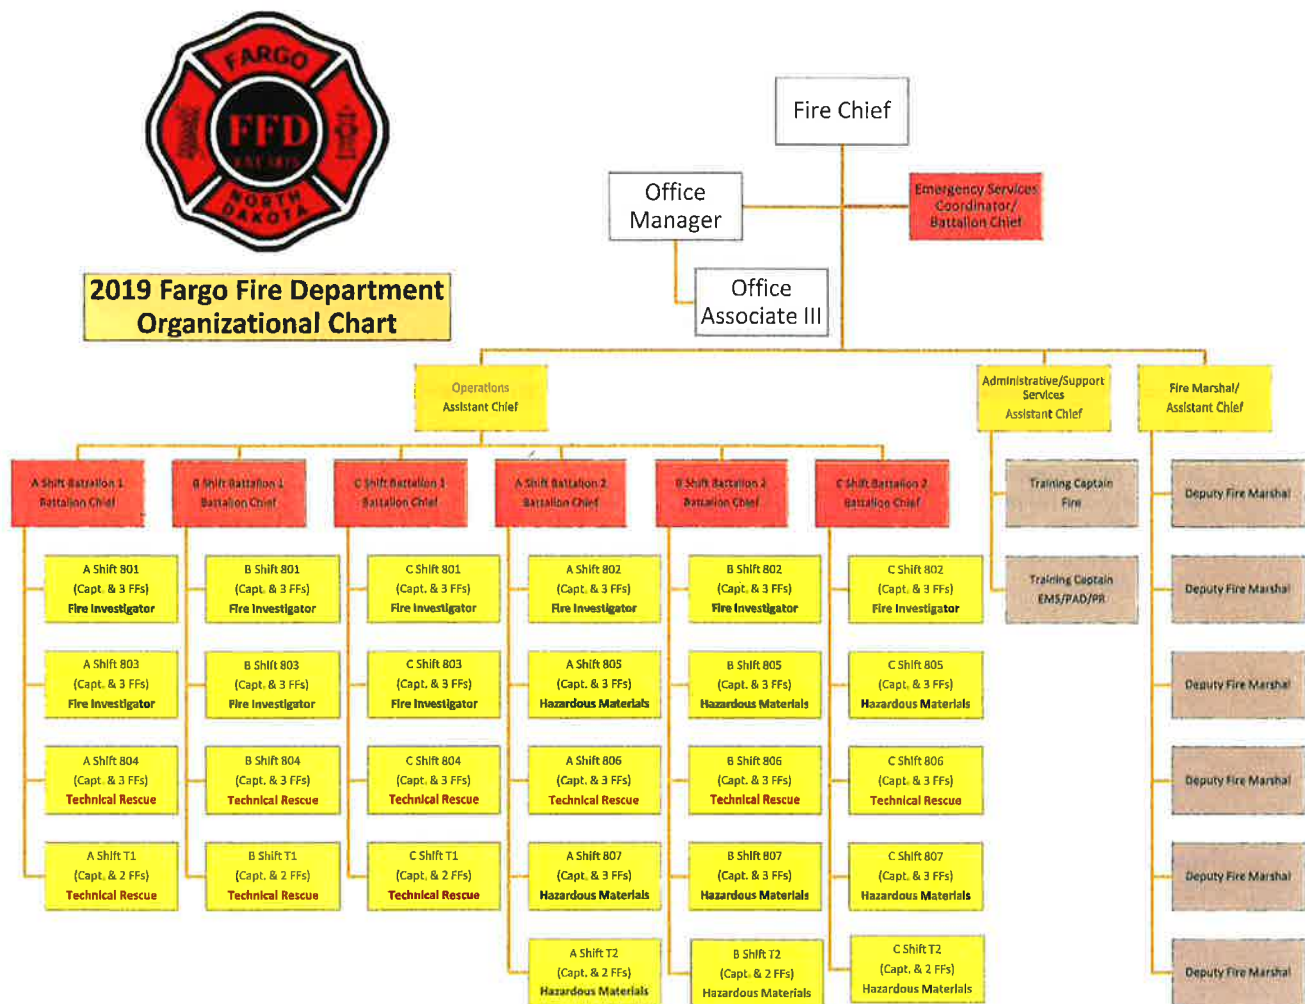 FARGO
FFD
NORTH
DAKOTA
2019 Fargo Fire Department
Organizational Chart
Fire Chief
Office
Manager
Emergency Services
Coordinator/
Battalion Chief
Office
Associate III
Operations
Assistant Chief
Administrative/Support
Services
Assistant Chief
Fire Marshal/
Assistant Chief
A Shift Battalion 1
Battalion Chief
B Shift Battalion 1
Battalion Chief
C Shift Battalion 1
Battalion Chief
A Shift Battalion 2
Battalion Chief
B Shift Battalion 2
Battalion Chief
C Shift Battalion 2
Battalion Chief
Training Captain
Fire
Deputy Fire Marshal
A Shift 801
(Capt. & 3 FFs)
Fire Investigator
B Shift 801
(Capt. & 3 FFs)
Fire Investigator
C Shift 801
(Capt. & 3 FFs)
Fire Investigator
A Shift 802
(Capt. & 3 FFs)
Fire Investigator
B Shift 802
(Capt. & 3 FFs)
Fire Investigator
C Shift 802
(Capt. & 3 FFs)
Fire Investigator
Training Captain
EMS/PAD/PR
Deputy Fire Marshal
A Shift 803
(Capt. & 3 FFs)
Fire Investigator
B Shift 803
(Capt. & 3 FFs)
Fire Investigator
C Shift 803
(Capt. & 3 FFs)
Fire Investigator
A Shift 805
(Capt. & 3 FFs)
Hazardous Materials
B Shift 805
(Capt. & 3 FFs)
Hazardous Materials
C Shift 805
(Capt. & 3 FFs)
Hazardous Materials
Deputy Fire Marshal
A Shift 804
(Capt. & 3 FFs)
Technical Rescue
B Shift 804
(Capt. & 3 FFs)
Technical Rescue
C Shift 804
(Capt. & 3 FFs)
Technical Rescue
A Shift 806
(Capt. & 3 FFs)
Technical Rescue
B Shift 806
(Capt. & 3 FFs)
Technical Rescue
C Shift 806
(Capt. & 3 FFs)
Technical Rescue
Deputy Fire Marshal
A Shift T1
(Capt. & 2 FFs)
Technical Rescue
B Shift T1
(Capt. & 2 FFs)
Technical Rescue
C Shift T1
(Capt. & 2 FFs)
Technical Rescue
A Shift 807
(Capt. & 3 FFs)
Hazardous Materials
B Shift 807
(Capt. & 3 FFs)
Hazardous Materials
C Shift 807
(Capt. & 3 FFs)
Hazardous Materials
Deputy Fire Marshal
A Shift T2
(Capt. & 2 FFs)
Hazardous Materials
B Shift T2
(Capt. & 2 FFs)
Hazardous Materials
C Shift T2
(Capt. & 2 FFs)
Hazardous Materials
Deputy Fire Marshal